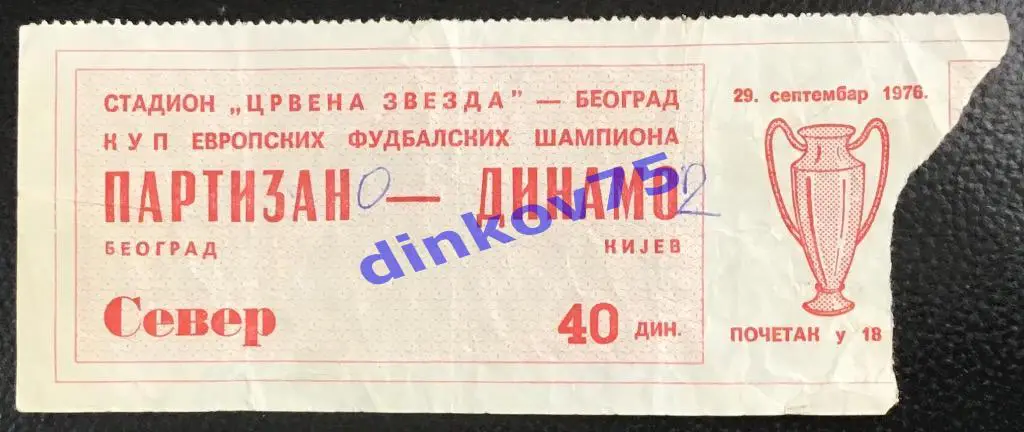 СТАДИОН „ЦРВЕНА ЗВЕЗДА" — БЕОГРАД
КУП ЕВРОПСКИХ ФУДБАЛСКИХ ШАМПИОНА
ПАРТИЗАН 0 — ДИНАМО 2
БЕОГРАД КИЈЕВ
Север 40 ДИН.
29. септембар 1976.
ПОЧЕТАК у 18
dinkov75